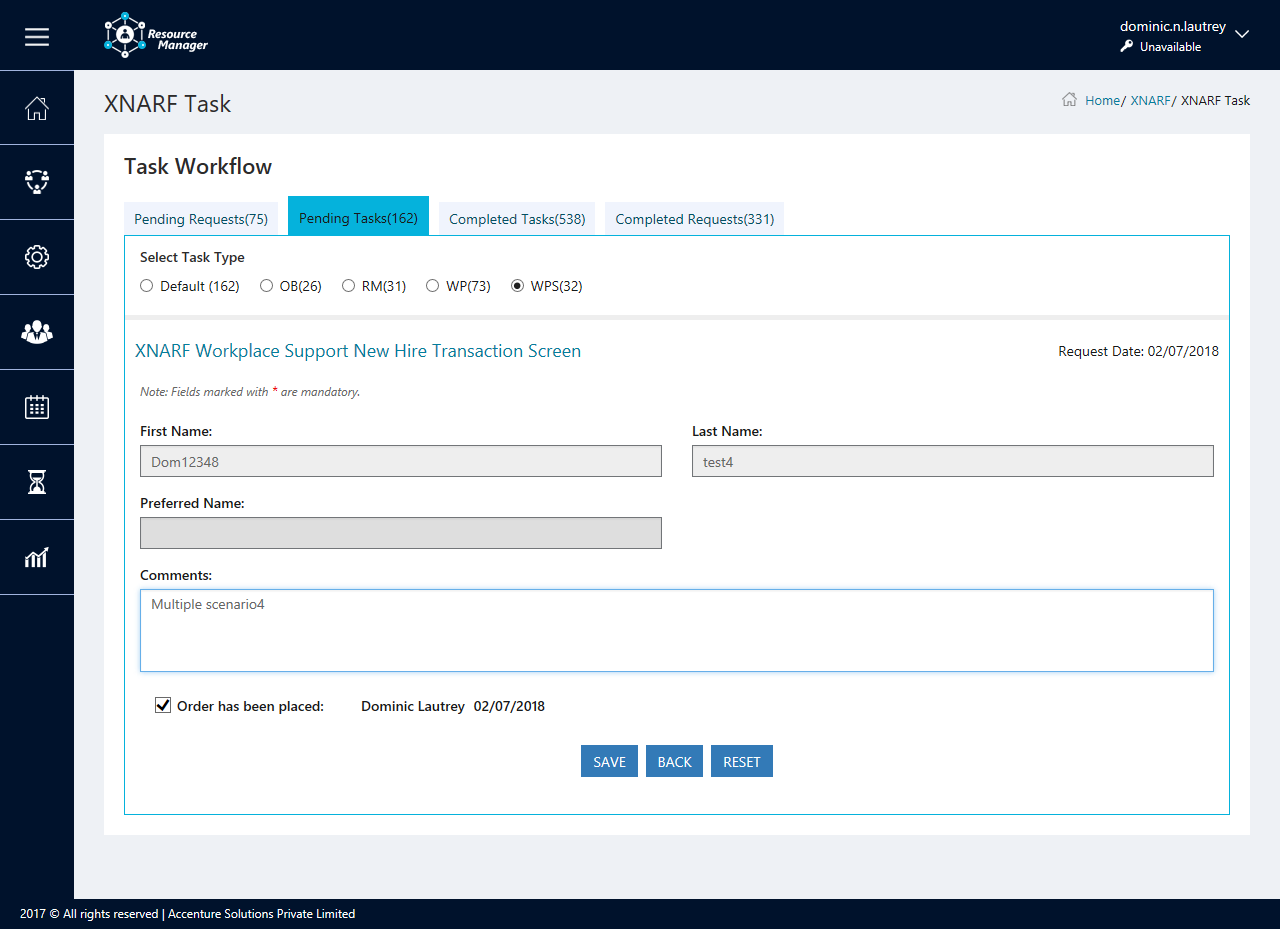 Resource
Manager
dominic.n.lautrey
Unavailable
XNARF Task
Home/ XNARF/ XNARF Task
Task Workflow
Pending Requests(75) Pending Tasks(162) Completed Tasks(538) Completed Requests(331)
Select Task Type
Default (162) OB(26) RM(31) WP(73) WPS(32)
XNARF Workplace Support New Hire Transaction Screen
Request Date: 02/07/2018
Note: Fields marked with * are mandatory.
First Name: Last Name:
Dom12348 test4
Preferred Name:
Comments:
Multiple scenario4
Order has been placed: Dominic Lautrey 02/07/2018
SAVE BACK RESET
2017 © All rights reserved | Accenture Solutions Private Limited